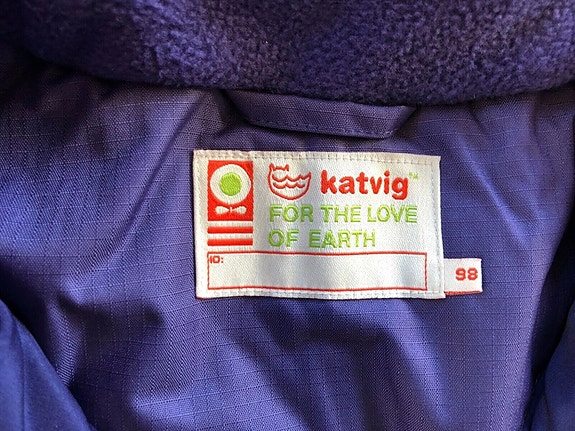 katvig™
FOR THE LOVE
OF EARTH
ID:
98